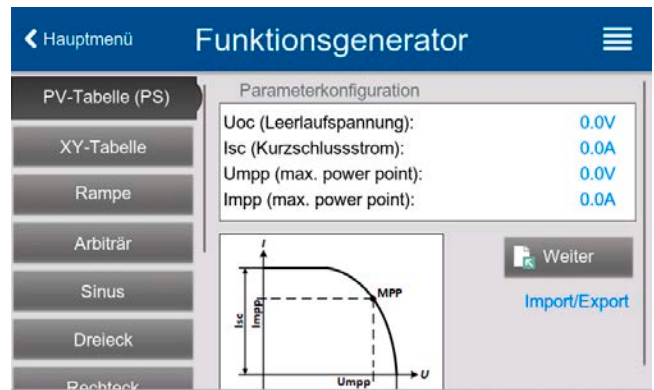 Hauptmenü
Funktionsgenerator
PV-Tabelle (PS)
XY-Tabelle
Rampe
Arbiträr
Sinus
Dreieck
Rechteck
Parameterkonfiguration
Uoc (Leerlaufspannung): 0.0V
Isc (Kurzschlussstrom): 0.0A
Umpp (max. power point): 0.0V
Impp (max. power point): 0.0A
I
MPP
Isc
Impp
Umpp
U
Weiter
Import/Export